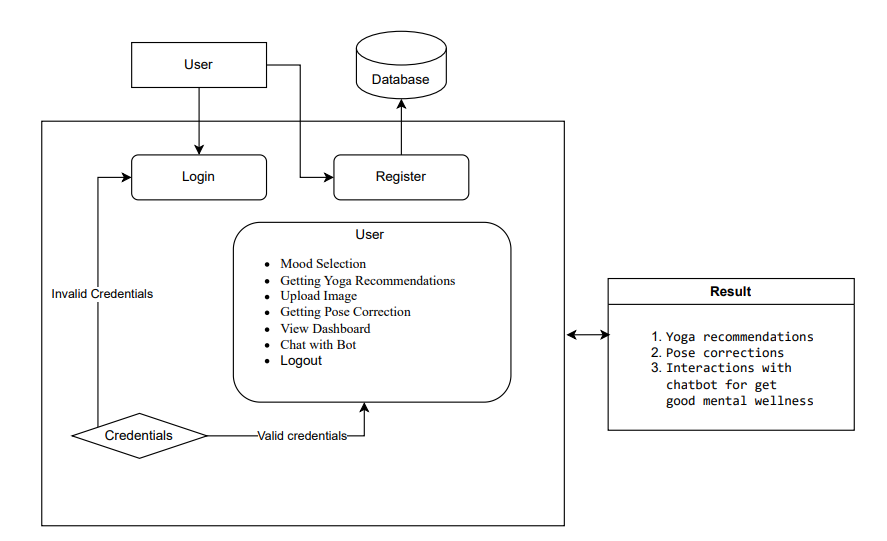 User
Database
Login
Register
User
• Mood Selection
• Getting Yoga Recommendations
• Upload Image
• Getting Pose Correction
• View Dashboard
• Chat with Bot
• Logout
Invalid Credentials
Credentials
Valid credentials
Result
1. Yoga recommendations
2. Pose corrections
3. Interactions with
chatbot for get
good mental wellness